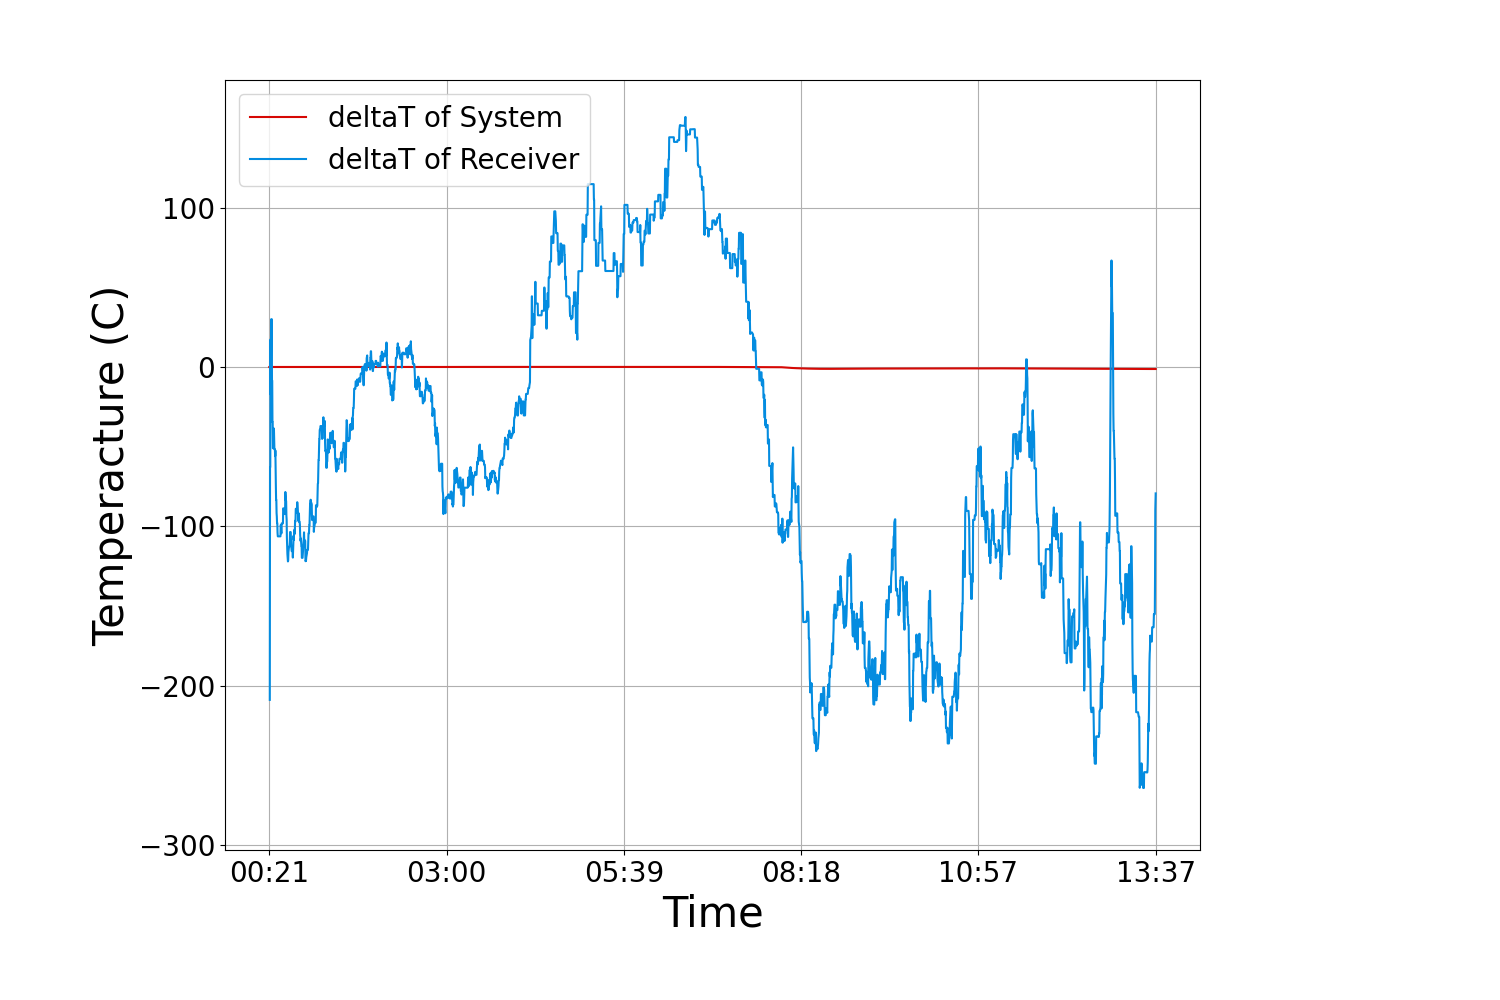 deltaT of System
deltaT of Receiver
100
0
−100
−200
−300
Temperacture (C)
00:21 03:00 05:39 08:18 10:57 13:37
Time